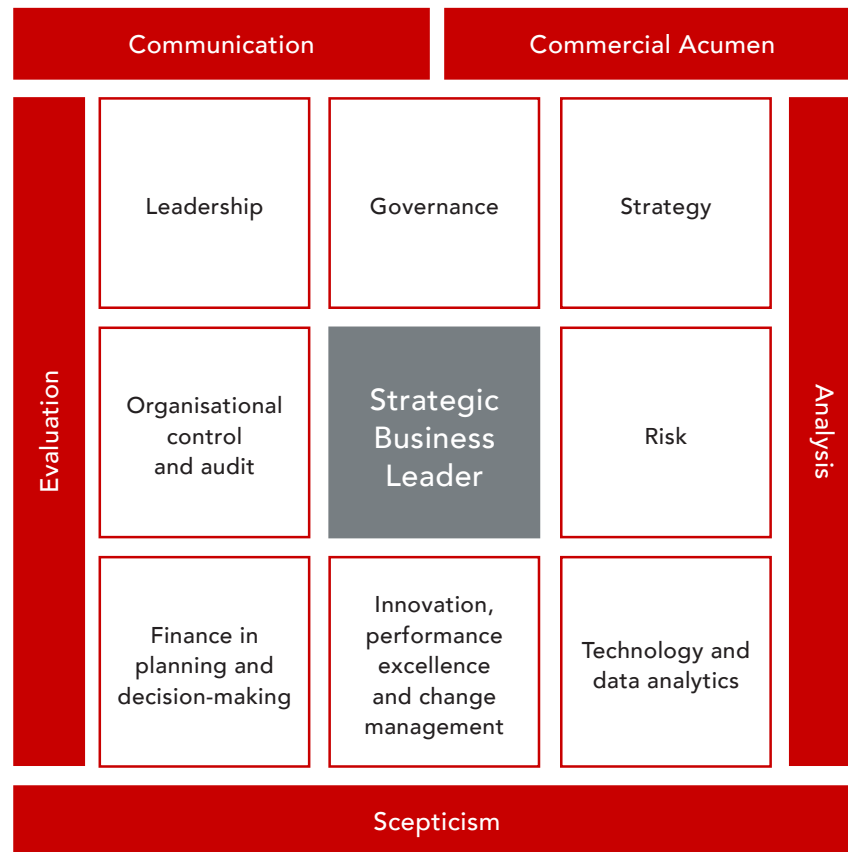 Communication
Commercial Acumen
Leadership
Governance
Strategy
Evaluation
Organisational
control
and audit
Strategic
Business
Leader
Risk
Analysis
Finance in
planning and
decision-making
Innovation,
performance
excellence
and change
management
Technology and
data analytics
Scepticism